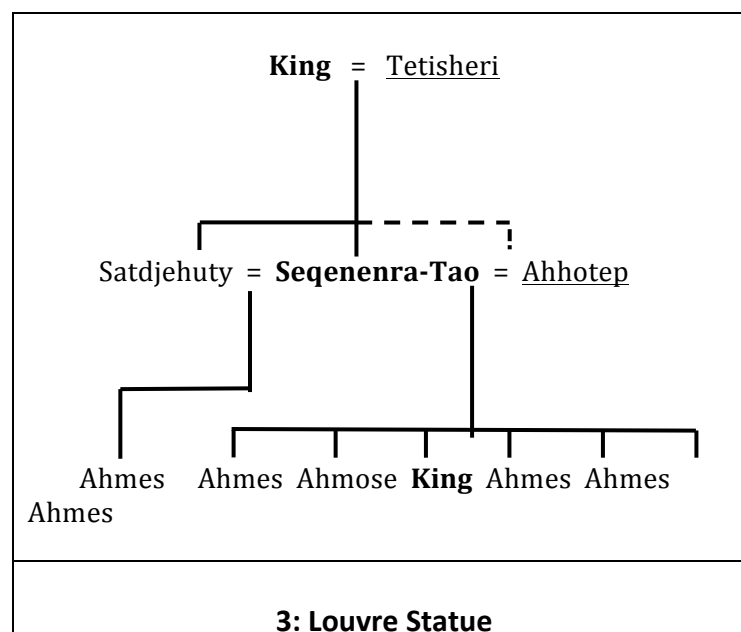 King = Tetisheri
Satdjehuty = Seqenenra-Tao = Ahhotep
Ahmes Ahmes Ahmose King Ahmes Ahmes
Ahmes
3: Louvre Statue